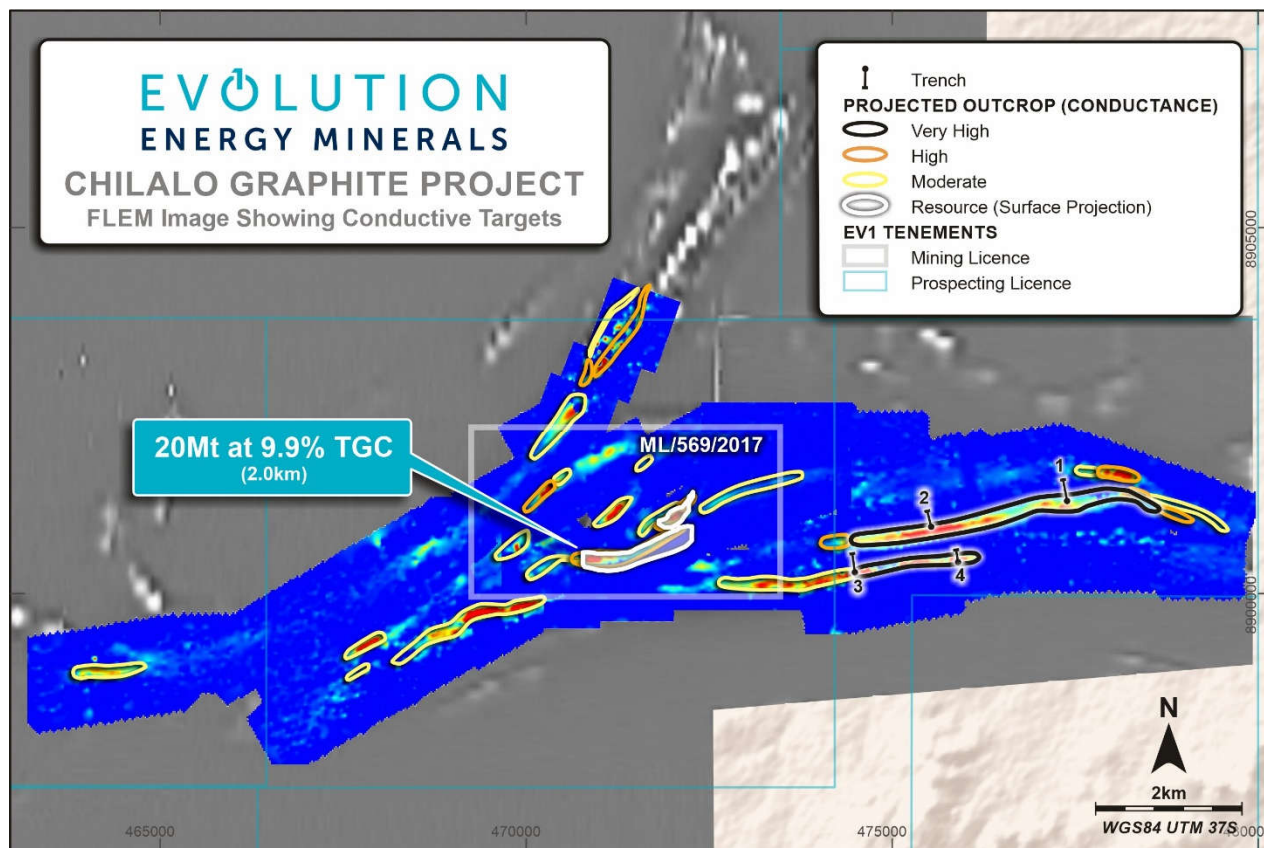 EVOLUTION
ENERGY MINERALS
CHILALO GRAPHITE PROJECT
FLEM Image Showing Conductive Targets
Trench
PROJECTED OUTCROP (CONDUCTANCE)
Very High
High
Moderate
Resource (Surface Projection)
EV1 TENEMENTS
Mining Licence
Prospecting Licence
8905000
20Mt at 9.9% TGC
(2.0km)
ML/569/2017
1
2
3
4
8900000
N
2km
WGS84 UTM 37S
465000
470000
475000